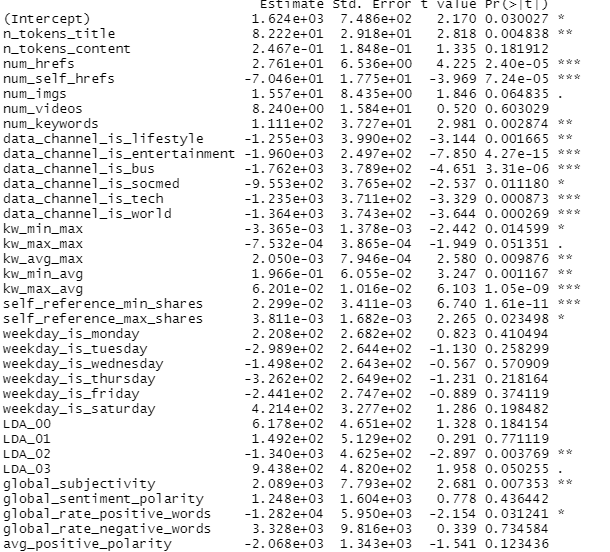 Estimate Std. Error t value Pr(>|t|)
(Intercept) 1.624e+03 7.486e+02 2.170 0.030027 *
n_tokens_title 8.222e+01 2.918e+01 2.818 0.004838 **
n_tokens_content 2.467e-01 1.848e-01 1.335 0.181912
num_hrefs 2.761e+01 6.536e+00 4.225 2.40e-05 ***
num_self_hrefs -7.046e+01 1.775e+01 -3.969 7.24e-05 ***
num_imgs 1.557e+01 8.435e+00 1.846 0.064835 .
num_videos 8.240e+00 1.584e+01 0.520 0.603029
num_keywords 1.111e+02 3.727e+01 2.981 0.002874 **
data_channel_is_lifestyle -1.255e+03 3.990e+02 -3.144 0.001665 **
data_channel_is_entertainment -1.960e+03 2.497e+02 -7.850 4.27e-15 ***
data_channel_is_bus -1.762e+03 3.789e+02 -4.651 3.31e-06 ***
data_channel_is_socmed -9.553e+02 3.765e+02 -2.537 0.011180 *
data_channel_is_tech -1.235e+03 3.711e+02 -3.329 0.000873 ***
data_channel_is_world -1.364e+03 3.743e+02 -3.644 0.000269 ***
kw_min_max -3.365e-03 1.378e-03 -2.442 0.014599 *
kw_max_max -7.532e-04 3.865e-04 -1.949 0.051351 .
kw_avg_max 2.050e-03 7.946e-04 2.580 0.009876 **
kw_min_avg 1.966e-01 6.055e-02 3.247 0.001167 **
kw_max_avg 6.201e-02 1.016e-02 6.103 1.05e-09 ***
self_reference_min_shares 2.299e-02 3.411e-03 6.740 1.61e-11 ***
self_reference_max_shares 3.811e-03 1.682e-03 2.265 0.023498 *
weekday_is_monday 2.208e+02 2.682e+02 0.823 0.410494
weekday_is_tuesday -2.989e+02 2.644e+02 -1.130 0.258299
weekday_is_wednesday -1.498e+02 2.643e+02 -0.567 0.570909
weekday_is_thursday -3.262e+02 2.649e+02 -1.231 0.218164
weekday_is_friday -2.441e+02 2.747e+02 -0.889 0.374119
weekday_is_saturday 4.214e+02 3.277e+02 1.286 0.198482
LDA_00 6.178e+02 4.651e+02 1.328 0.184154
LDA_01 1.492e+02 5.129e+02 0.291 0.771119
LDA_02 -1.340e+03 4.625e+02 -2.897 0.003769 **
LDA_03 9.438e+02 4.820e+02 1.958 0.050255 .
global_subjectivity 2.089e+03 7.793e+02 2.681 0.007353 **
global_sentiment_polarity 1.248e+03 1.604e+03 0.778 0.436442
global_rate_positive_words -1.282e+04 5.950e+03 -2.154 0.031241 *
global_rate_negative_words 3.328e+03 9.816e+03 0.339 0.734584
avg_positive_polarity -2.068e+03 1.343e+03 -1.541 0.123436